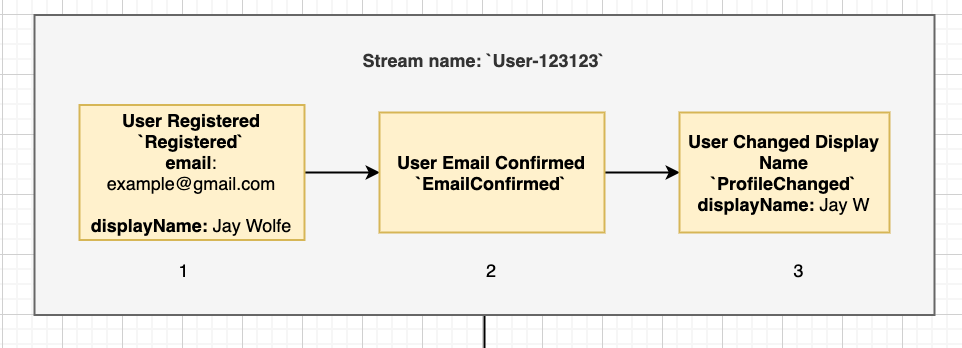 Stream name: `User-123123`
User Registered
`Registered`
email:
example@gmail.com
displayName: Jay Wolfe
User Email Confirmed
`EmailConfirmed`
User Changed Display
Name
`ProfileChanged`
displayName: Jay W
1
2
3